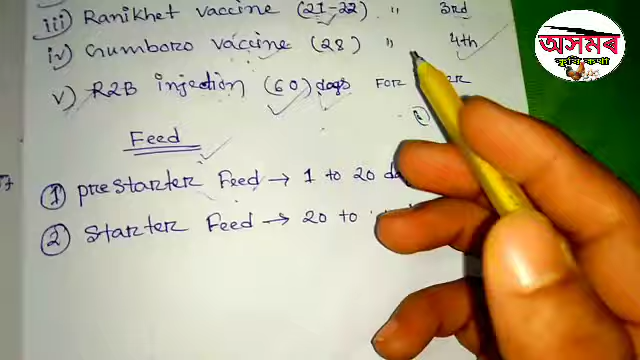 iii) Ranikhet vaccine (21-22) " 3rd
iv) Gumboro vaccine (28) " 4th
v) R2B injection (60) days FOR
Feed
① prestarter Feed → 1 to 20
② starter Feed → 20 to
অসমৰ
কৃষি কথা